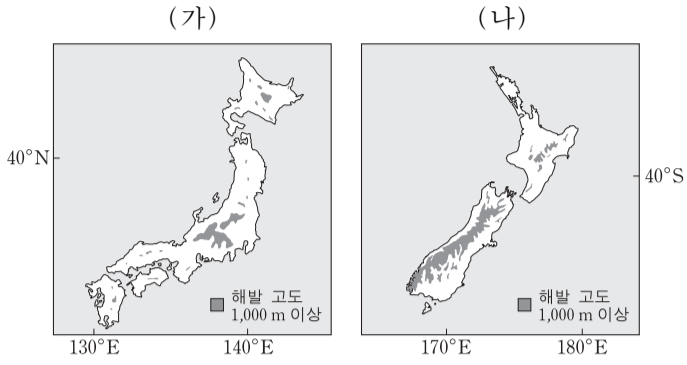 (가)
(나)
40°N
40°S
해발 고도
1,000 m 이상
해발 고도
1,000 m 이상
130°E
140°E
170°E
180°E